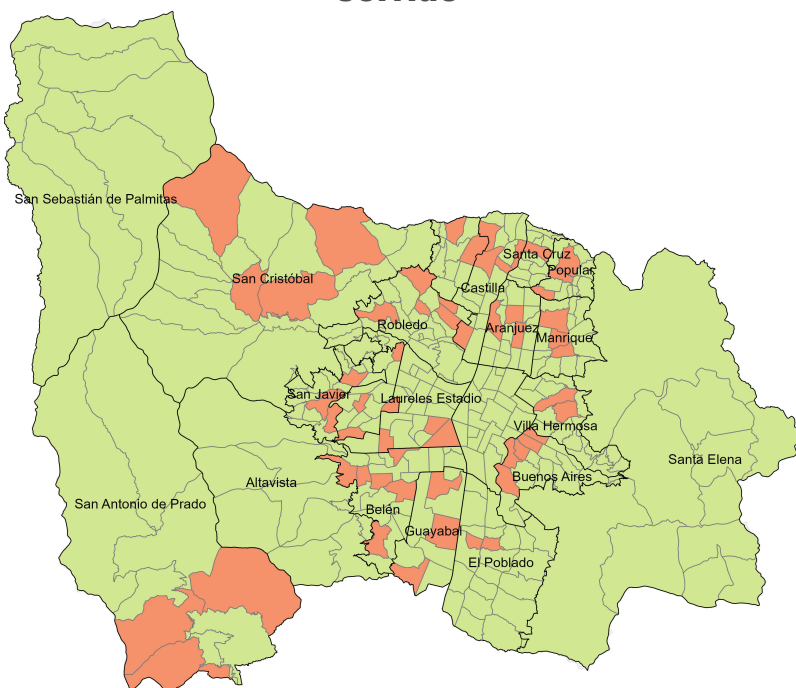 San Sebastián de Palmitas
San Cristóbal
Santa Cruz
Popular
Castilla
Robledo
Aranjuez
Manrique
San Javier
Laureles Estadio
Villa Hermosa
Santa Elena
Altavista
Buenos Aires
San Antonio de Prado
Belén
Guayabal
El Poblado